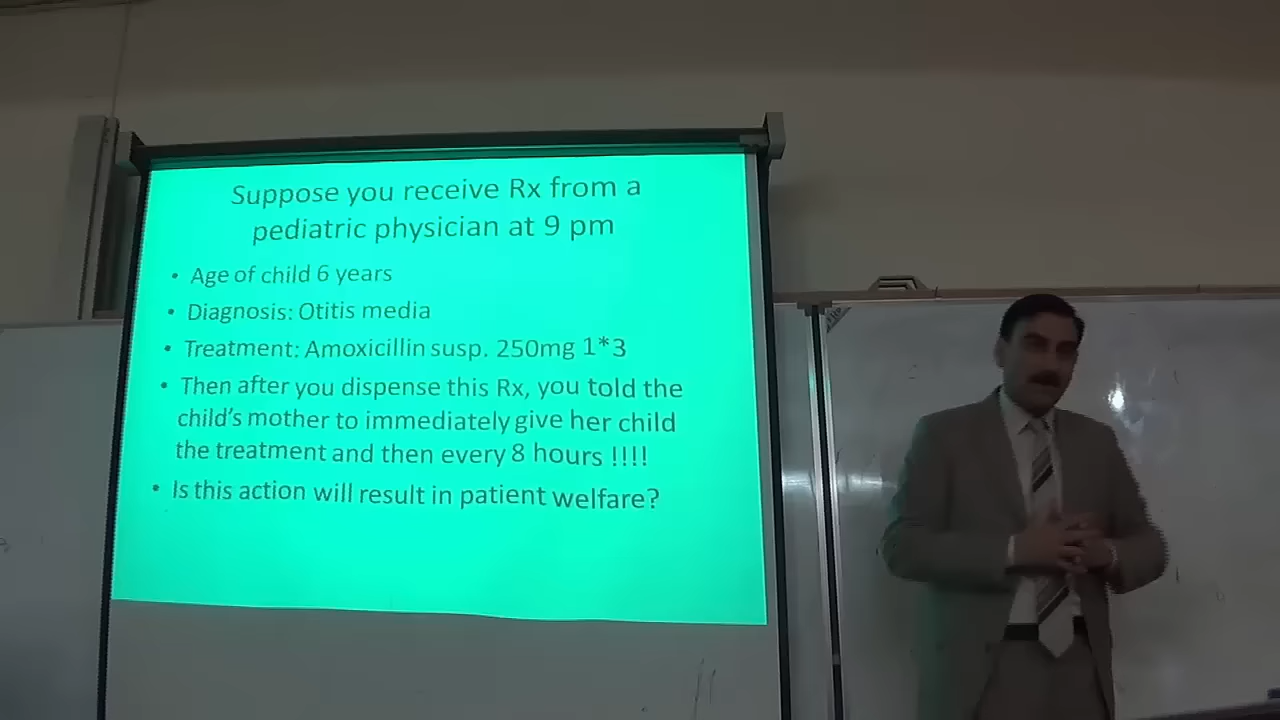 Suppose you receive Rx from a
pediatric physician at 9 pm
• Age of child 6 years
• Diagnosis: Otitis media
• Treatment: Amoxicillin susp. 250mg 1*3
• Then after you dispense this Rx, you told the
child's mother to immediately give her child
the treatment and then every 8 hours !!!!
• Is this action will result in patient welfare?